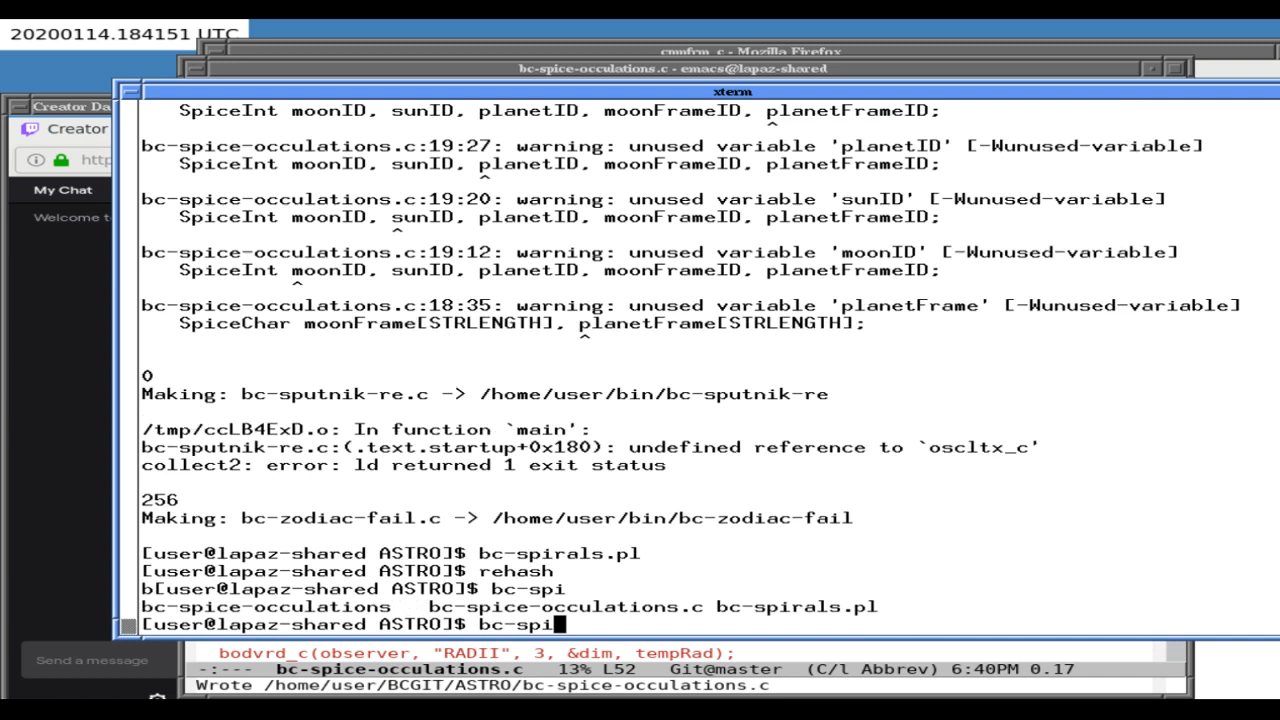 20200114.184151 UTC
cnmfrm_c - Mozilla Firefox
bc-spice-occulations.c - emacs@lapaz-shared
Creator Da
xterm
Creator
http
My Chat
Welcome t
SpiceInt moonID, sunID, planetID, moonFrameID, planetFrameID;
^
bc-spice-occulations.c:19:27: warning: unused variable 'planetID' [-Wunused-variable]
SpiceInt moonID, sunID, planetID, moonFrameID, planetFrameID;
^
bc-spice-occulations.c:19:20: warning: unused variable 'sunID' [-Wunused-variable]
SpiceInt moonID, sunID, planetID, moonFrameID, planetFrameID;
^
bc-spice-occulations.c:19:12: warning: unused variable 'moonID' [-Wunused-variable]
SpiceInt moonID, sunID, planetID, moonFrameID, planetFrameID;
^
bc-spice-occulations.c:18:35: warning: unused variable 'planetFrame' [-Wunused-variable]
SpiceChar moonFrame[STRLENGTH], planetFrame[STRLENGTH];
^
0
Making: bc-sputnik-re.c -> /home/user/bin/bc-sputnik-re
/tmp/ccLB4ExD.o: In function `main':
bc-sputnik-re.c:(.text.startup+0x180): undefined reference to `oscltx_c'
collect2: error: ld returned 1 exit status
256
Making: bc-zodiac-fail.c -> /home/user/bin/bc-zodiac-fail
[user@lapaz-shared ASTRO]$ bc-spirals.pl
[user@lapaz-shared ASTRO]$ rehash
b[user@lapaz-shared ASTRO]$ bc-spi
bc-spice-occulations bc-spice-occulations.c bc-spirals.pl
[user@lapaz-shared ASTRO]$ bc-spi
Send a message
bodvrd_c(observer, "RADII", 3, &dim, tempRad);
-:--- bc-spice-occulations.c 13% L52 Git@master (C/l Abbrev) 6:40PM 0.17
Wrote /home/user/BCGIT/ASTRO/bc-spice-occulations.c